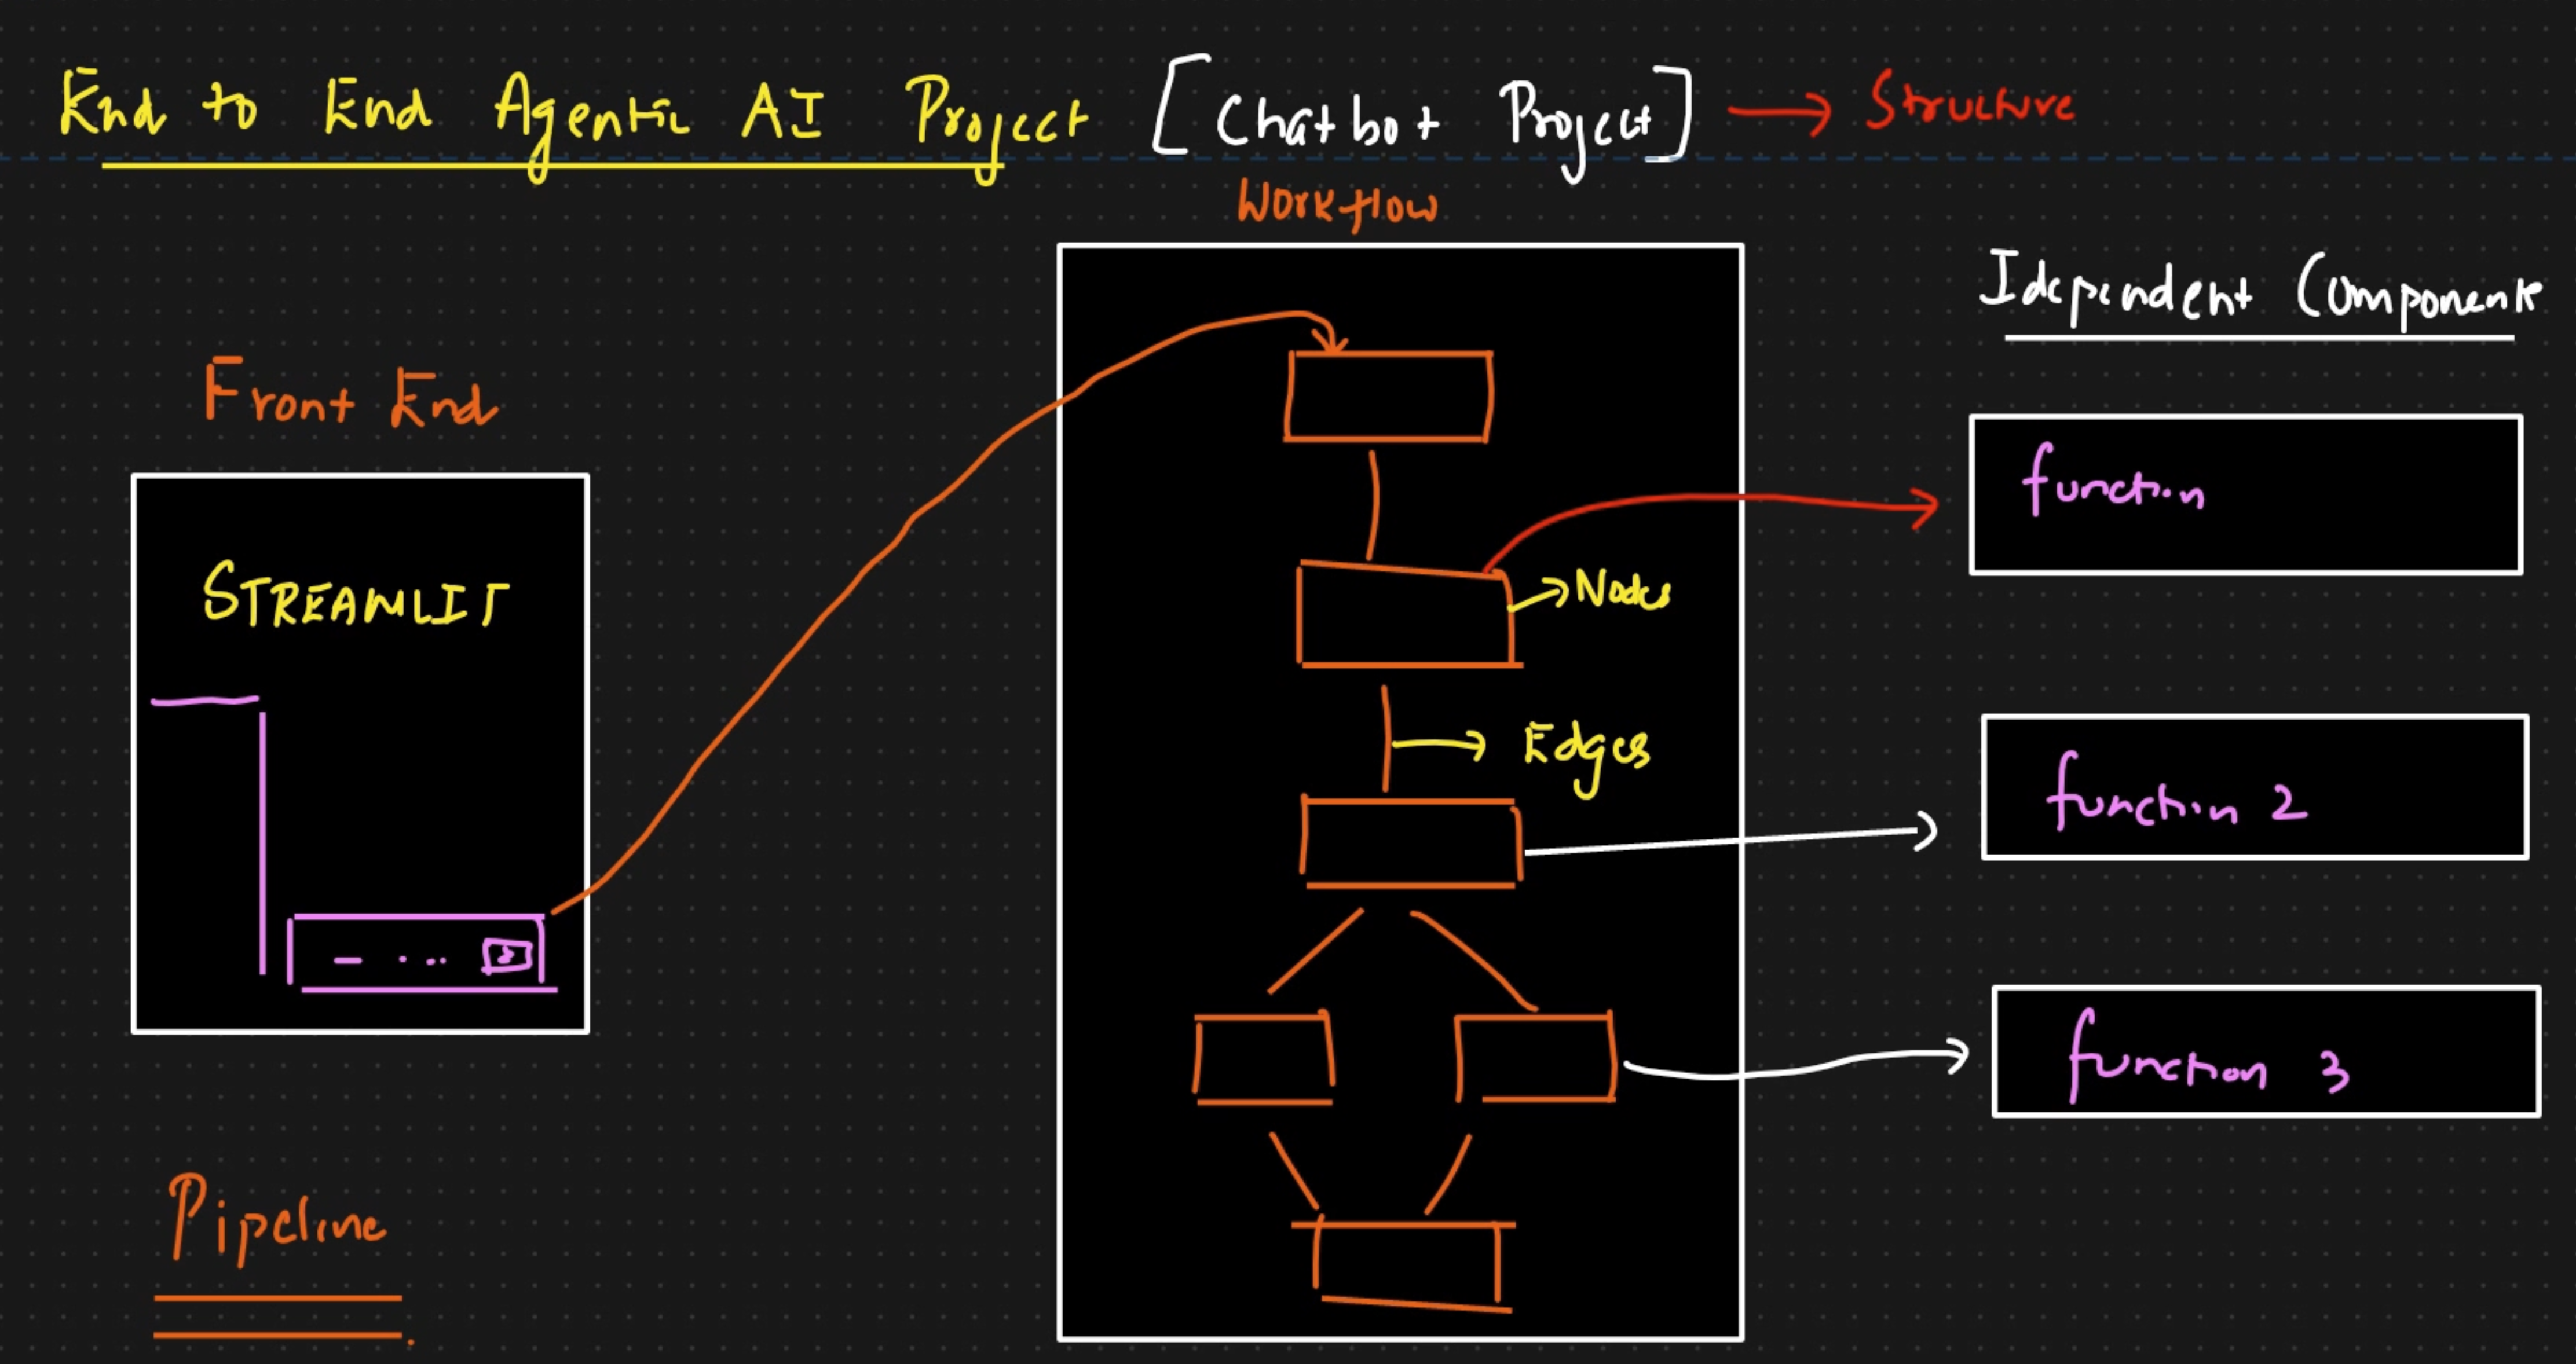 End to End Agentic AI Project [Chatbot Project] → Structure
Workflow
Idependent Components
Front End
function
STREAMLIT
→ Nodes
→ Edges
function 2
function 3
Pipeline